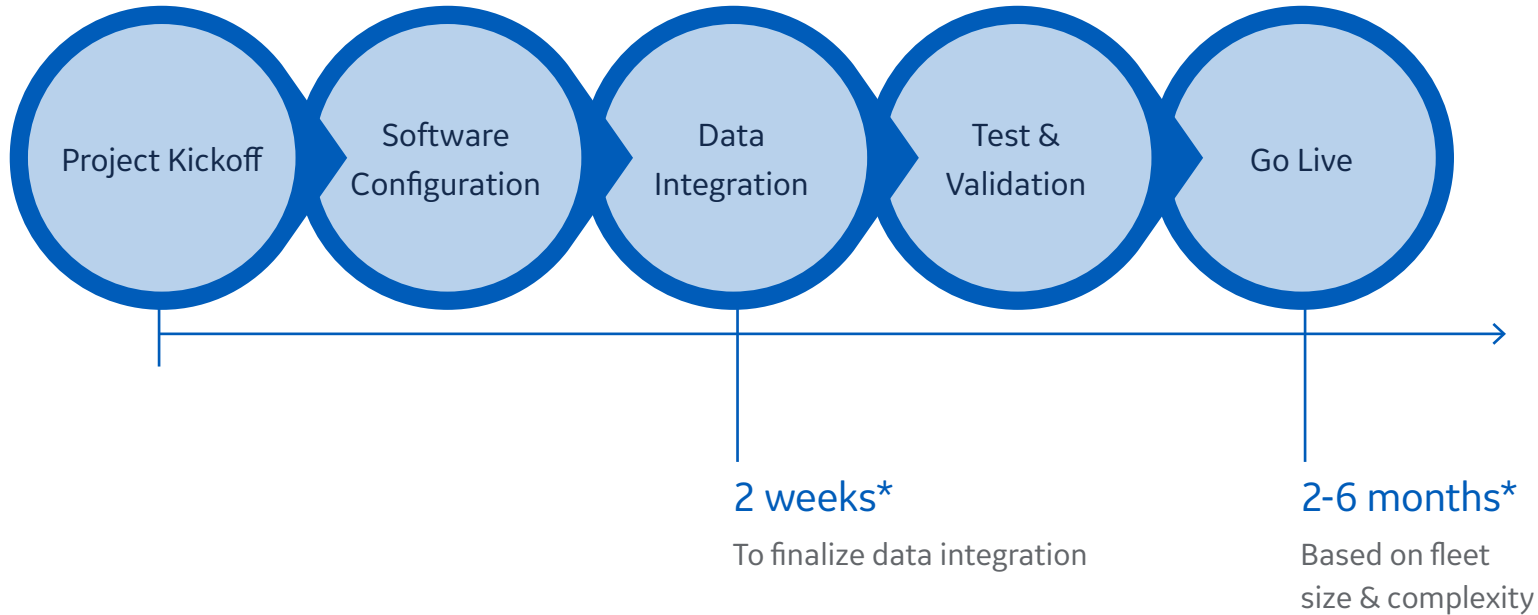 Project Kickoff
Software
Configuration
Data
Integration
Test &
Validation
Go Live
2 weeks*
To finalize data integration
2-6 months*
Based on fleet
size & complexity